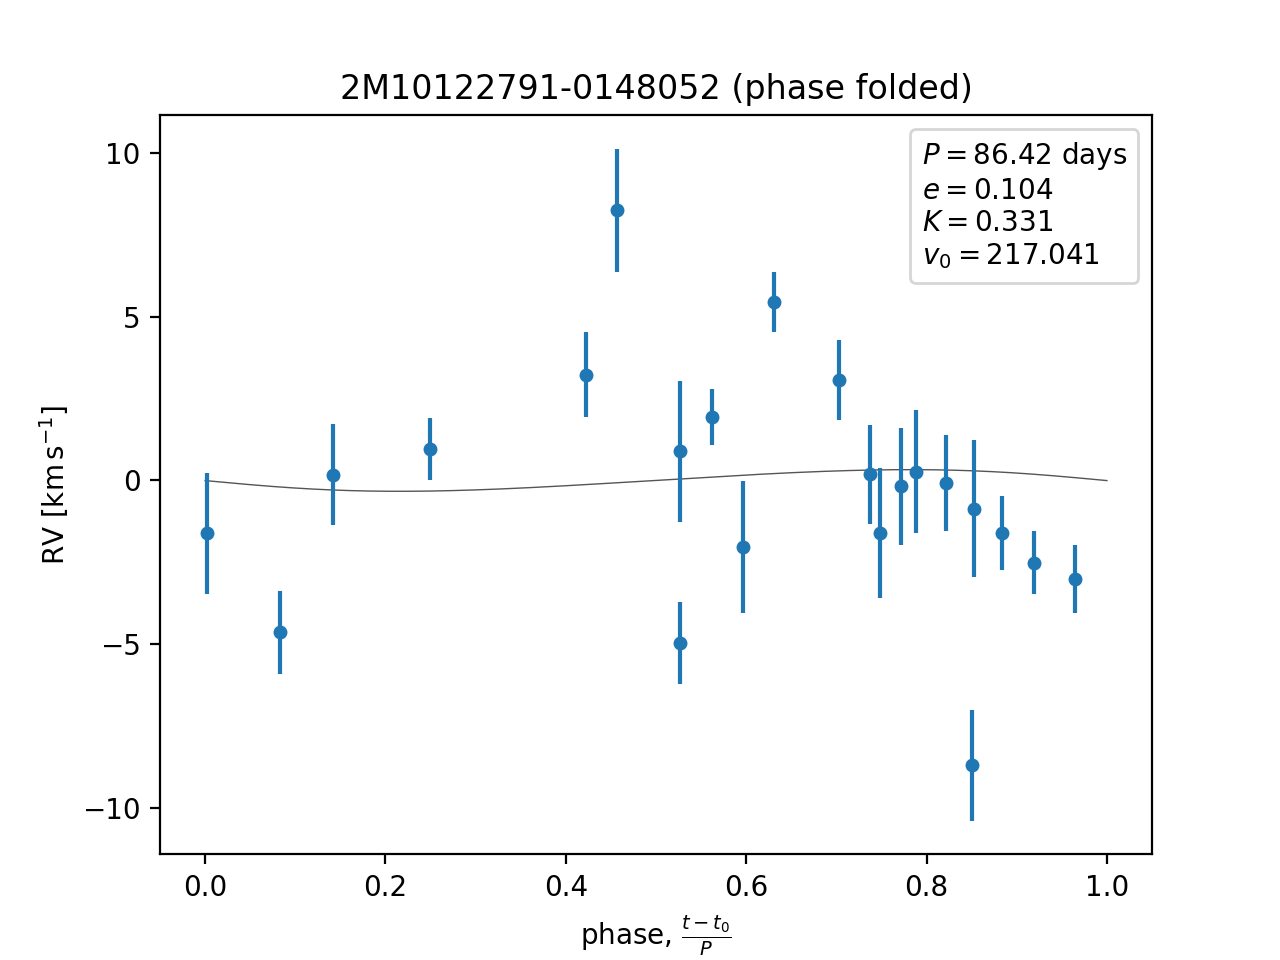 2M10122791-0148052 (phase folded)
P = 86.42 days
e = 0.104
K = 0.331
v₀ = 217.041
10
5
0
−5
−10
RV [km s⁻¹]
0.0 0.2 0.4 0.6 0.8 1.0
phase, (t − t₀)/P